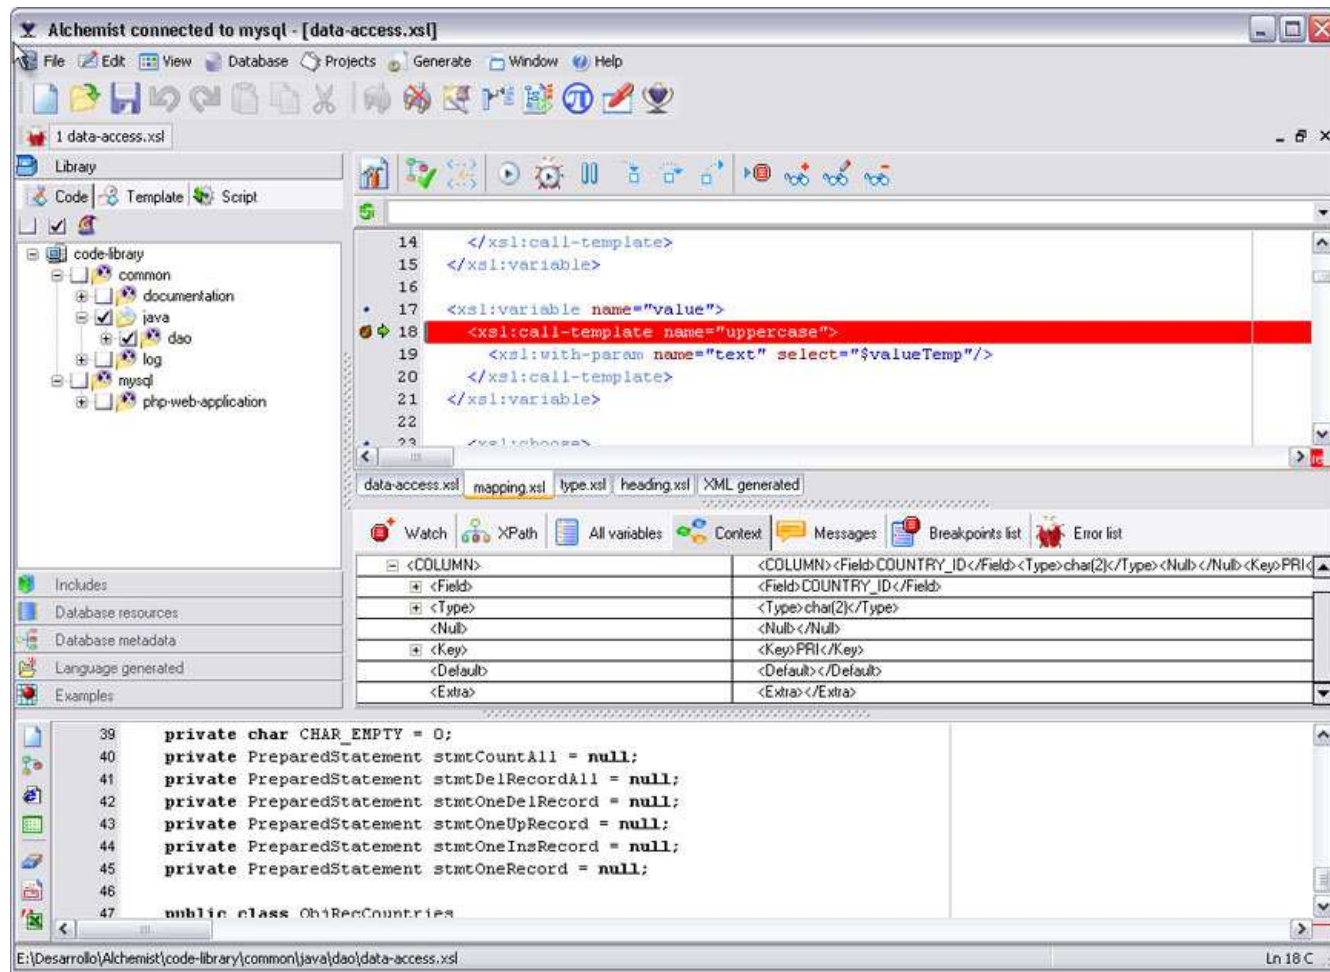 Alchemist connected to mysql - [data-access.xsl]
File Edit View Database Projects Generate Window Help
1 data-access.xsl
Library
Code Template Script
code-library
common
documentation
java
dao
log
mysql
php-web-application
Includes
Database resources
Database metadata
Language generated
Examples
14 </xsl:call-template>
15 </xsl:variable>
16
17 <xsl:variable name="value">
18 <xsl:call-template name="uppercase">
19 <xsl:with-param name="text" select="$valueTemp"/>
20 </xsl:call-template>
21 </xsl:variable>
22
23 <xsl:choose>
data-access.xsl mapping.xsl type.xsl heading.xsl XML generated
Watch XPath All variables Context Messages Breakpoints list Error list
<COLUMN> <COLUMN><Field>COUNTRY_ID</Field><Type>char(2)</Type><Null></Null><Key>PRI<
<Field> <Field>COUNTRY_ID</Field>
<Type> <Type>char(2)</Type>
<Null> <Null></Null>
<Key> <Key>PRI</Key>
<Default> <Default></Default>
<Extra> <Extra></Extra>
39 private char CHAR_EMPTY = 0;
40 private PreparedStatement stmtCountAll = null;
41 private PreparedStatement stmtDelRecordAll = null;
42 private PreparedStatement stmtOneDelRecord = null;
43 private PreparedStatement stmtOneUpRecord = null;
44 private PreparedStatement stmtOneInsRecord = null;
45 private PreparedStatement stmtOneRecord = null;
46
47 public class ObjRecCountries
E:\Desarrollo\Alchemist\code-library\common\java\dao\data-access.xsl Ln 18 C